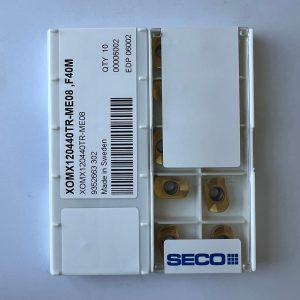 XOMX120440TR-ME08 ,F40M
XOMX120440TR-ME08
9352663 302
Made in Sweden
QTY 10
00006002
EDP 06002
SECO